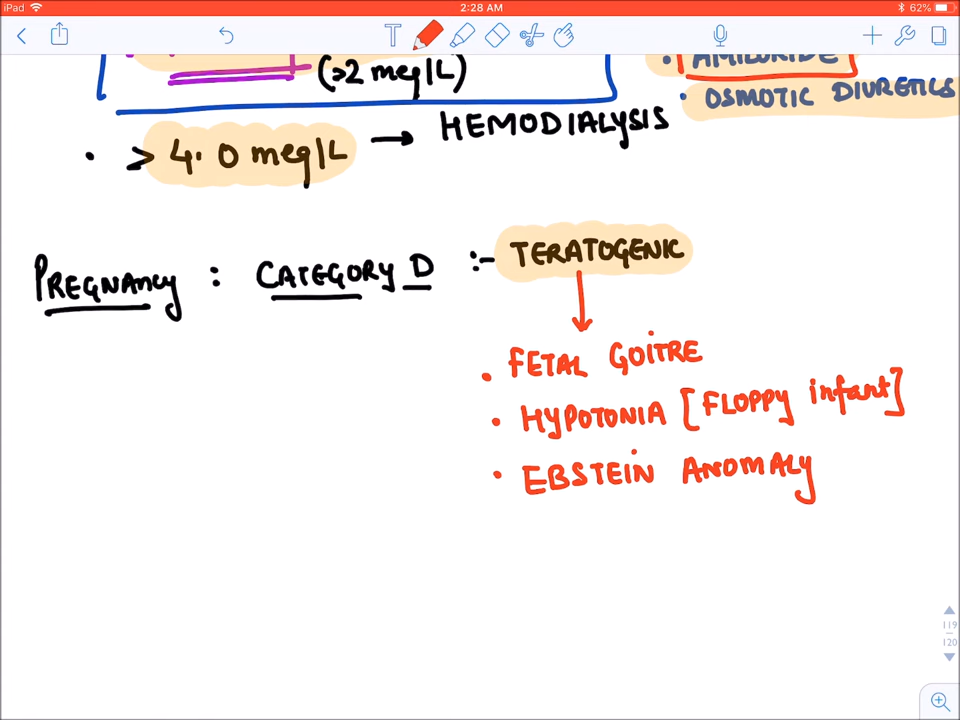 iPad 2:28 AM 62%
T
(>2 meq/L)
• AMILORIDE
• OSMOTIC DIURETICS
• > 4.0 meq/L → HEMODIALYSIS
PREGNANCY : CATEGORY D :- TERATOGENIC
• FETAL GOITRE
• HYPOTONIA [FLOPPY infant]
• EBSTEIN ANOMALY
119
120